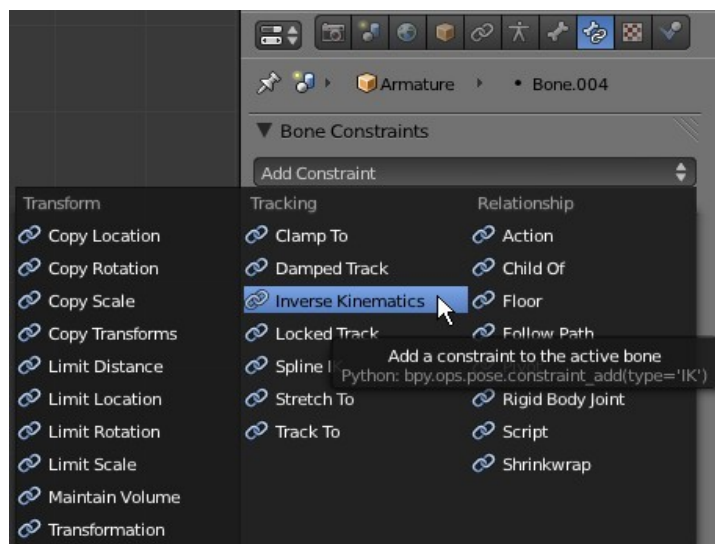 Armature
Bone.004
Bone Constraints
Add Constraint
Transform
Copy Location
Copy Rotation
Copy Scale
Copy Transforms
Limit Distance
Limit Location
Limit Rotation
Limit Scale
Maintain Volume
Transformation
Tracking
Clamp To
Damped Track
Inverse Kinematics
Locked Track
Spline
Stretch To
Track To
Relationship
Action
Child Of
Floor
Follow Path
Rigid Body Joint
Script
Shrinkwrap
Add a constraint to the active bone
Python: bpy.ops.pose.constraint_add(type='IK')